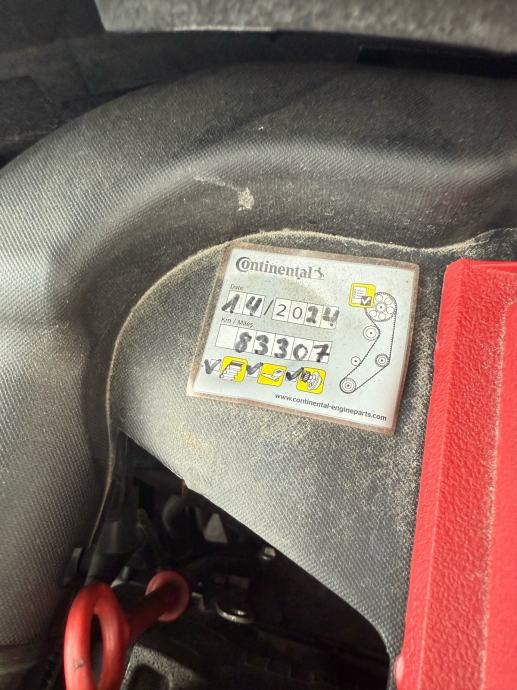 Continental
Date
14/2024
Km / Miles
83307
www.continental-engineparts.com